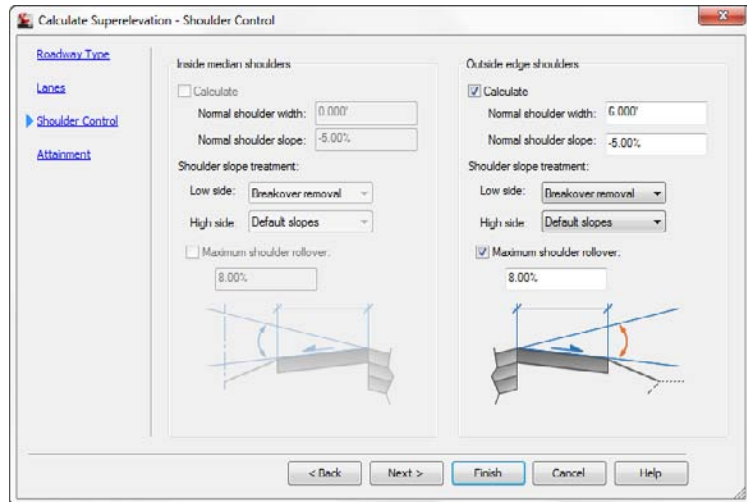 Calculate Superelevation - Shoulder Control
Roadway Type
Lanes
Shoulder Control
Attainment
Inside median shoulders
Calculate
Normal shoulder width: 0.000'
Normal shoulder slope: -5.00%
Shoulder slope treatment:
Low side: Breakover removal
High side: Default slopes
Maximum shoulder rollover:
8.00%
Outside edge shoulders
Calculate
Normal shoulder width: 6.000'
Normal shoulder slope: -5.00%
Shoulder slope treatment:
Low side: Breakover removal
High side: Default slopes
Maximum shoulder rollover:
8.00%
< Back Next > Finish Cancel Help